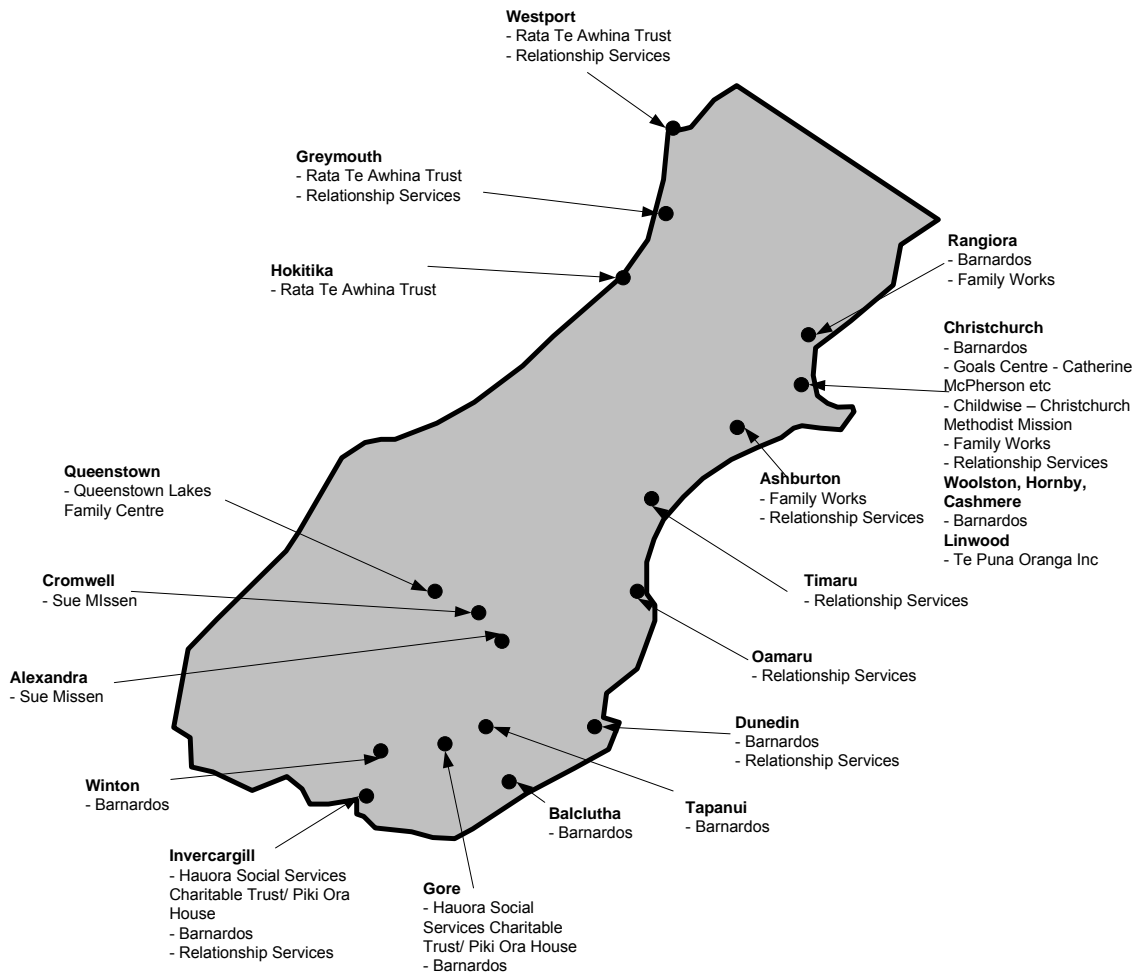 Westport
- Rata Te Awhina Trust
- Relationship Services
Greymouth
- Rata Te Awhina Trust
- Relationship Services
Hokitika
- Rata Te Awhina Trust
Rangiora
- Barnardos
- Family Works
Christchurch
- Barnardos
- Goals Centre - Catherine
McPherson etc
- Childwise – Christchurch
Methodist Mission
- Family Works
- Relationship Services
Woolston, Hornby,
Cashmere
- Barnardos
Linwood
- Te Puna Oranga Inc
Ashburton
- Family Works
- Relationship Services
Queenstown
- Queenstown Lakes
Family Centre
Cromwell
- Sue MIssen
Timaru
- Relationship Services
Alexandra
- Sue Missen
Oamaru
- Relationship Services
Dunedin
- Barnardos
- Relationship Services
Winton
- Barnardos
Balclutha
- Barnardos
Tapanui
- Barnardos
Invercargill
- Hauora Social Services
Charitable Trust/ Piki Ora
House
- Barnardos
- Relationship Services
Gore
- Hauora Social
Services Charitable
Trust/ Piki Ora House
- Barnardos